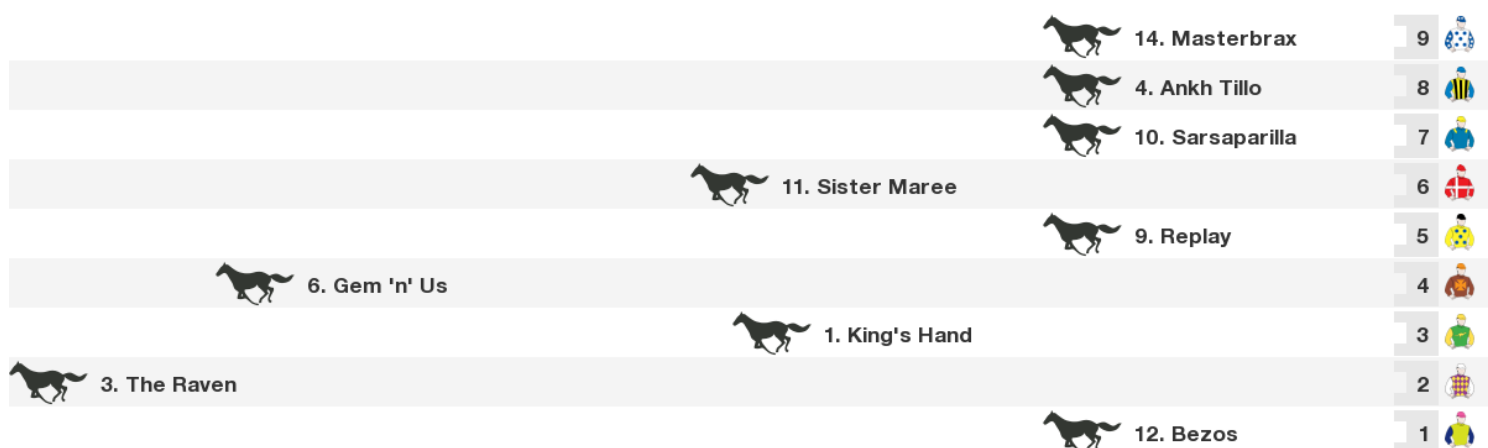 14. Masterbrax 9
4. Ankh Tillo 8
10. Sarsaparilla 7
11. Sister Maree 6
9. Replay 5
6. Gem 'n' Us 4
1. King's Hand 3
3. The Raven 2
12. Bezos 1